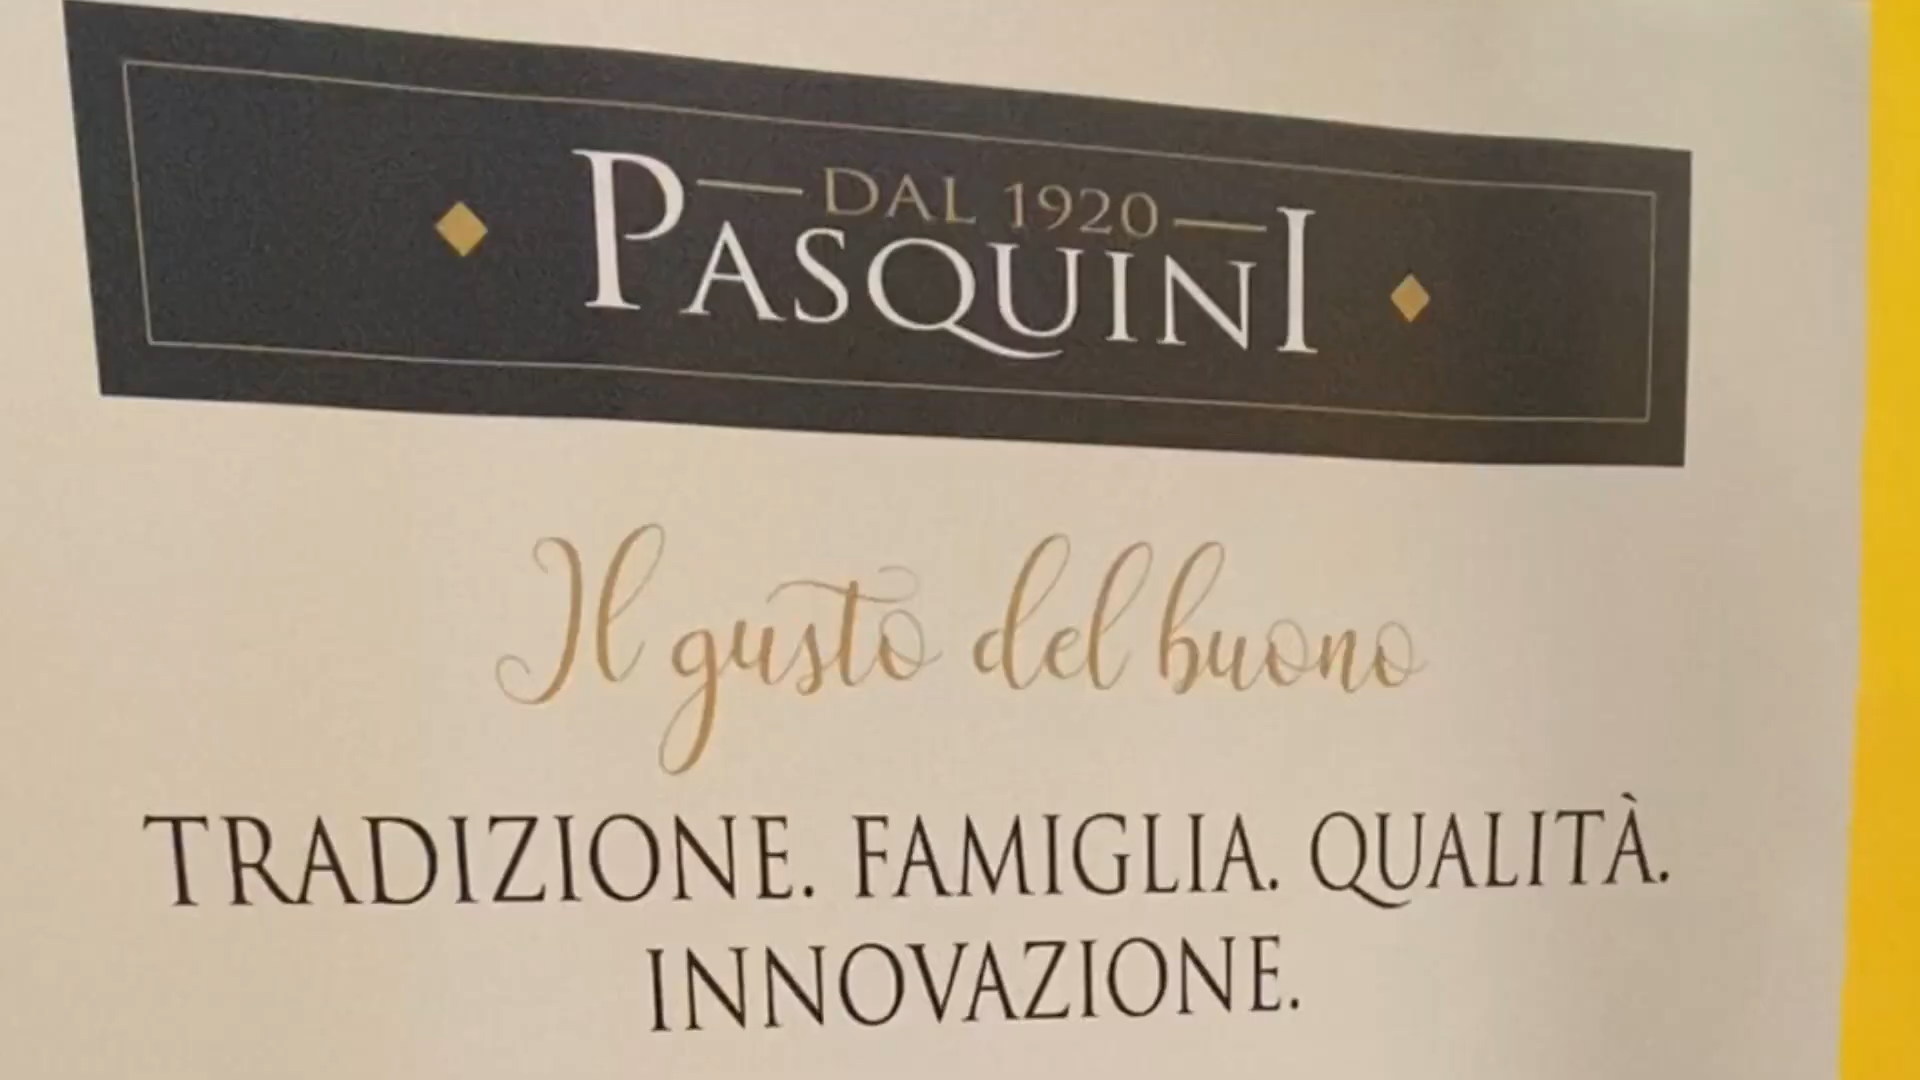 DAL 1920
PASQUINI
Il gusto del buono
TRADIZIONE. FAMIGLIA. QUALITÀ.
INNOVAZIONE.